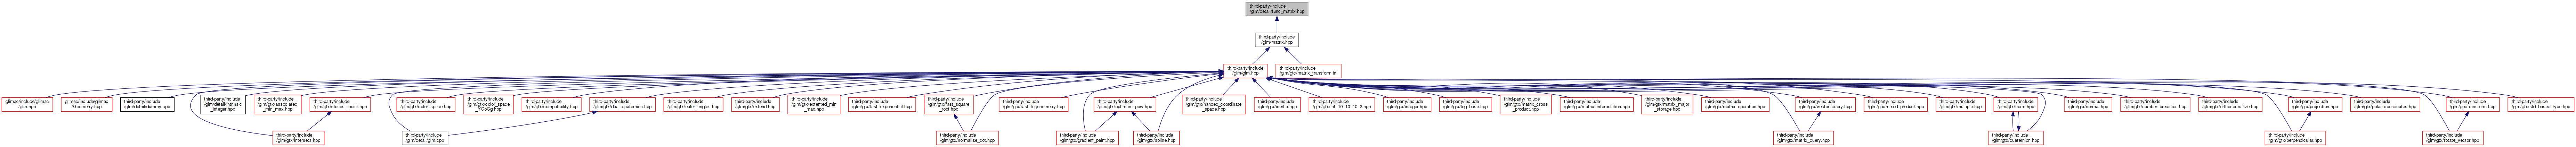 third-party/include
/glm/detail/func_matrix.hpp
third-party/include
/glm/matrix.hpp
third-party/include
/glm/glm.hpp
third-party/include
/glm/gtc/matrix_transform.inl
glimac/include/glimac
/glm.hpp
glimac/include/glimac
/Geometry.hpp
third-party/include
/glm/detail/dummy.cpp
third-party/include
/glm/detail/intrinsic
_integer.hpp
third-party/include
/glm/gtx/associated
_min_max.hpp
third-party/include
/glm/gtx/closest_point.hpp
third-party/include
/glm/gtx/color_space.hpp
third-party/include
/glm/gtx/color_space
_YCoCg.hpp
third-party/include
/glm/gtx/compatibility.hpp
third-party/include
/glm/gtx/dual_quaternion.hpp
third-party/include
/glm/gtx/euler_angles.hpp
third-party/include
/glm/gtx/extend.hpp
third-party/include
/glm/gtx/extented_min
_max.hpp
third-party/include
/glm/gtx/fast_exponential.hpp
third-party/include
/glm/gtx/fast_square
_root.hpp
third-party/include
/glm/gtx/fast_trigonometry.hpp
third-party/include
/glm/gtx/optimum_pow.hpp
third-party/include
/glm/gtx/handed_coordinate
_space.hpp
third-party/include
/glm/gtx/inertia.hpp
third-party/include
/glm/gtx/int_10_10_10_2.hpp
third-party/include
/glm/gtx/integer.hpp
third-party/include
/glm/gtx/log_base.hpp
third-party/include
/glm/gtx/matrix_cross
_product.hpp
third-party/include
/glm/gtx/matrix_interpolation.hpp
third-party/include
/glm/gtx/matrix_major
_storage.hpp
third-party/include
/glm/gtx/matrix_operation.hpp
third-party/include
/glm/gtx/vector_query.hpp
third-party/include
/glm/gtx/mixed_product.hpp
third-party/include
/glm/gtx/multiple.hpp
third-party/include
/glm/gtx/norm.hpp
third-party/include
/glm/gtx/normal.hpp
third-party/include
/glm/gtx/number_precision.hpp
third-party/include
/glm/gtx/orthonormalize.hpp
third-party/include
/glm/gtx/projection.hpp
third-party/include
/glm/gtx/polar_coordinates.hpp
third-party/include
/glm/gtx/transform.hpp
third-party/include
/glm/gtx/std_based_type.hpp
third-party/include
/glm/gtx/intersect.hpp
third-party/include
/glm/detail/glm.cpp
third-party/include
/glm/gtx/normalize_dot.hpp
third-party/include
/glm/gtx/gradient_paint.hpp
third-party/include
/glm/gtx/spline.hpp
third-party/include
/glm/gtx/matrix_query.hpp
third-party/include
/glm/gtx/quaternion.hpp
third-party/include
/glm/gtx/perpendicular.hpp
third-party/include
/glm/gtx/rotate_vector.hpp